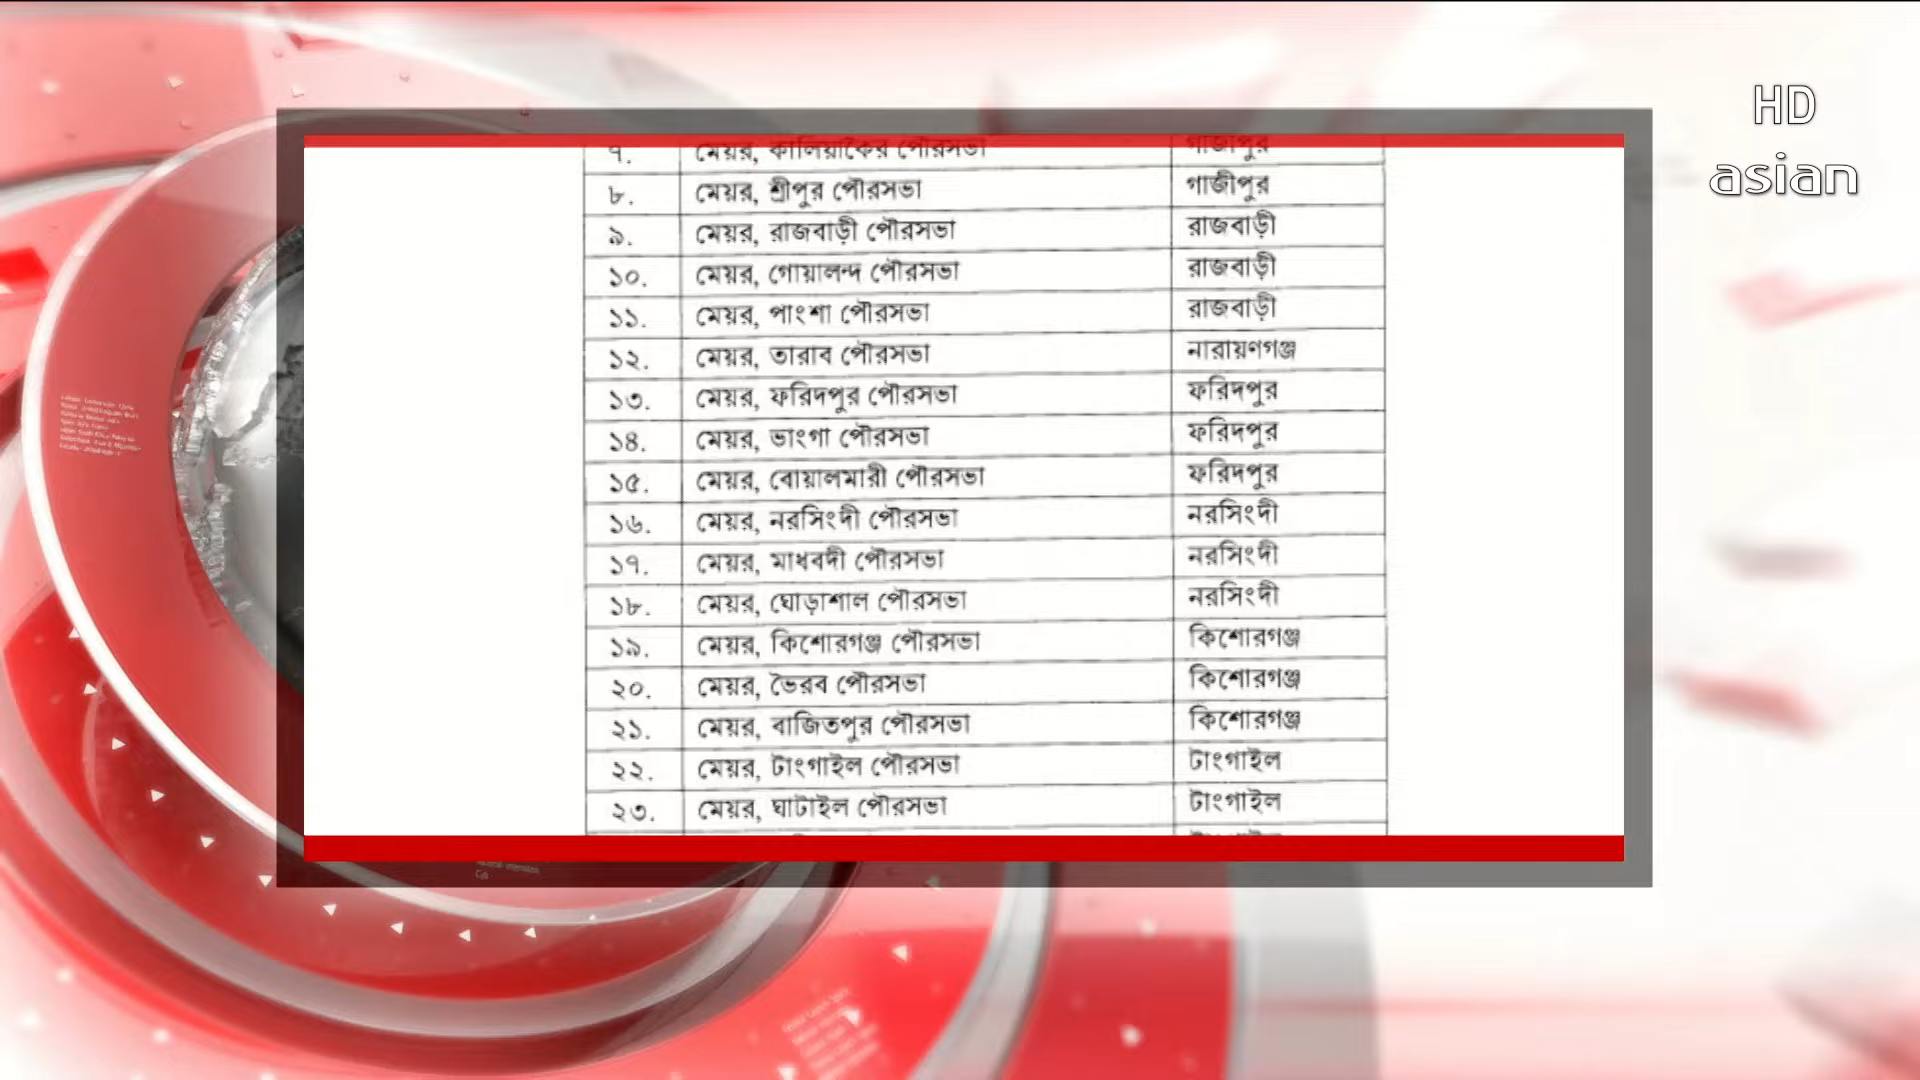 HD
asian
৭. মেয়র, কালিয়াকৈর পৌরসভা গাজীপুর
৮. মেয়র, শ্রীপুর পৌরসভা গাজীপুর
৯. মেয়র, রাজবাড়ী পৌরসভা রাজবাড়ী
১০. মেয়র, গোয়ালন্দ পৌরসভা রাজবাড়ী
১১. মেয়র, পাংশা পৌরসভা রাজবাড়ী
১২. মেয়র, তারাব পৌরসভা নারায়ণগঞ্জ
১৩. মেয়র, ফরিদপুর পৌরসভা ফরিদপুর
১৪. মেয়র, ভাংগা পৌরসভা ফরিদপুর
১৫. মেয়র, বোয়ালমারী পৌরসভা ফরিদপুর
১৬. মেয়র, নরসিংদী পৌরসভা নরসিংদী
১৭. মেয়র, মাধবদী পৌরসভা নরসিংদী
১৮. মেয়র, ঘোড়াশাল পৌরসভা নরসিংদী
১৯. মেয়র, কিশোরগঞ্জ পৌরসভা কিশোরগঞ্জ
২০. মেয়র, ভৈরব পৌরসভা কিশোরগঞ্জ
২১. মেয়র, বাজিতপুর পৌরসভা কিশোরগঞ্জ
২২. মেয়র, টাংগাইল পৌরসভা টাংগাইল
২৩. মেয়র, ঘাটাইল পৌরসভা টাংগাইল